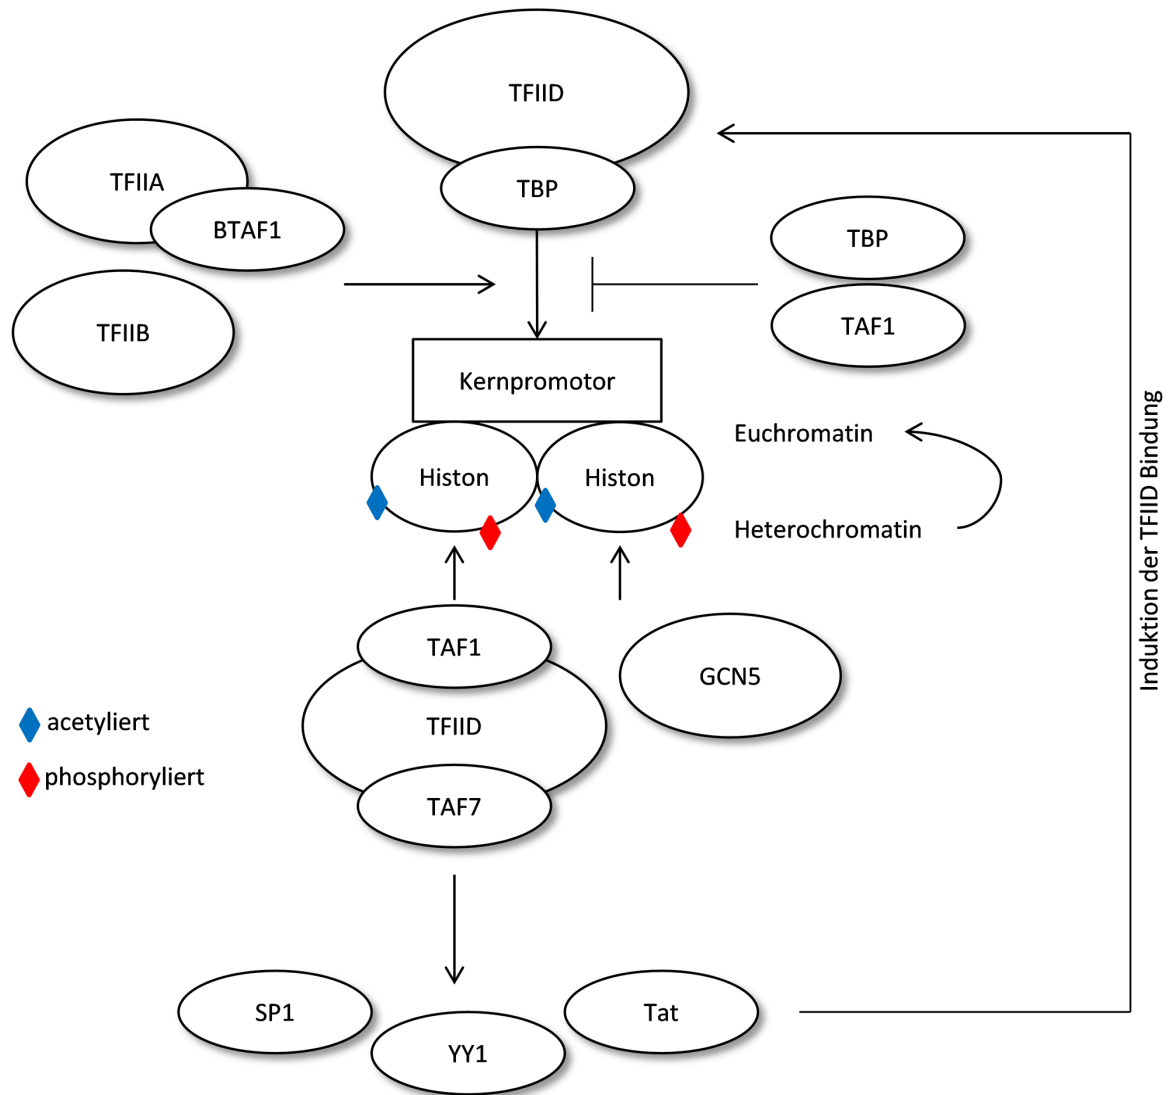 TFIID
TBP
TFIIA
BTAF1
TFIIB
TBP
TAF1
Kernpromotor
Histon
Histon
Euchromatin
Heterochromatin
TAF1
TFIID
TAF7
GCN5
acetyliert
phosphoryliert
SP1
YY1
Tat
Induktion der TFIID Bindung